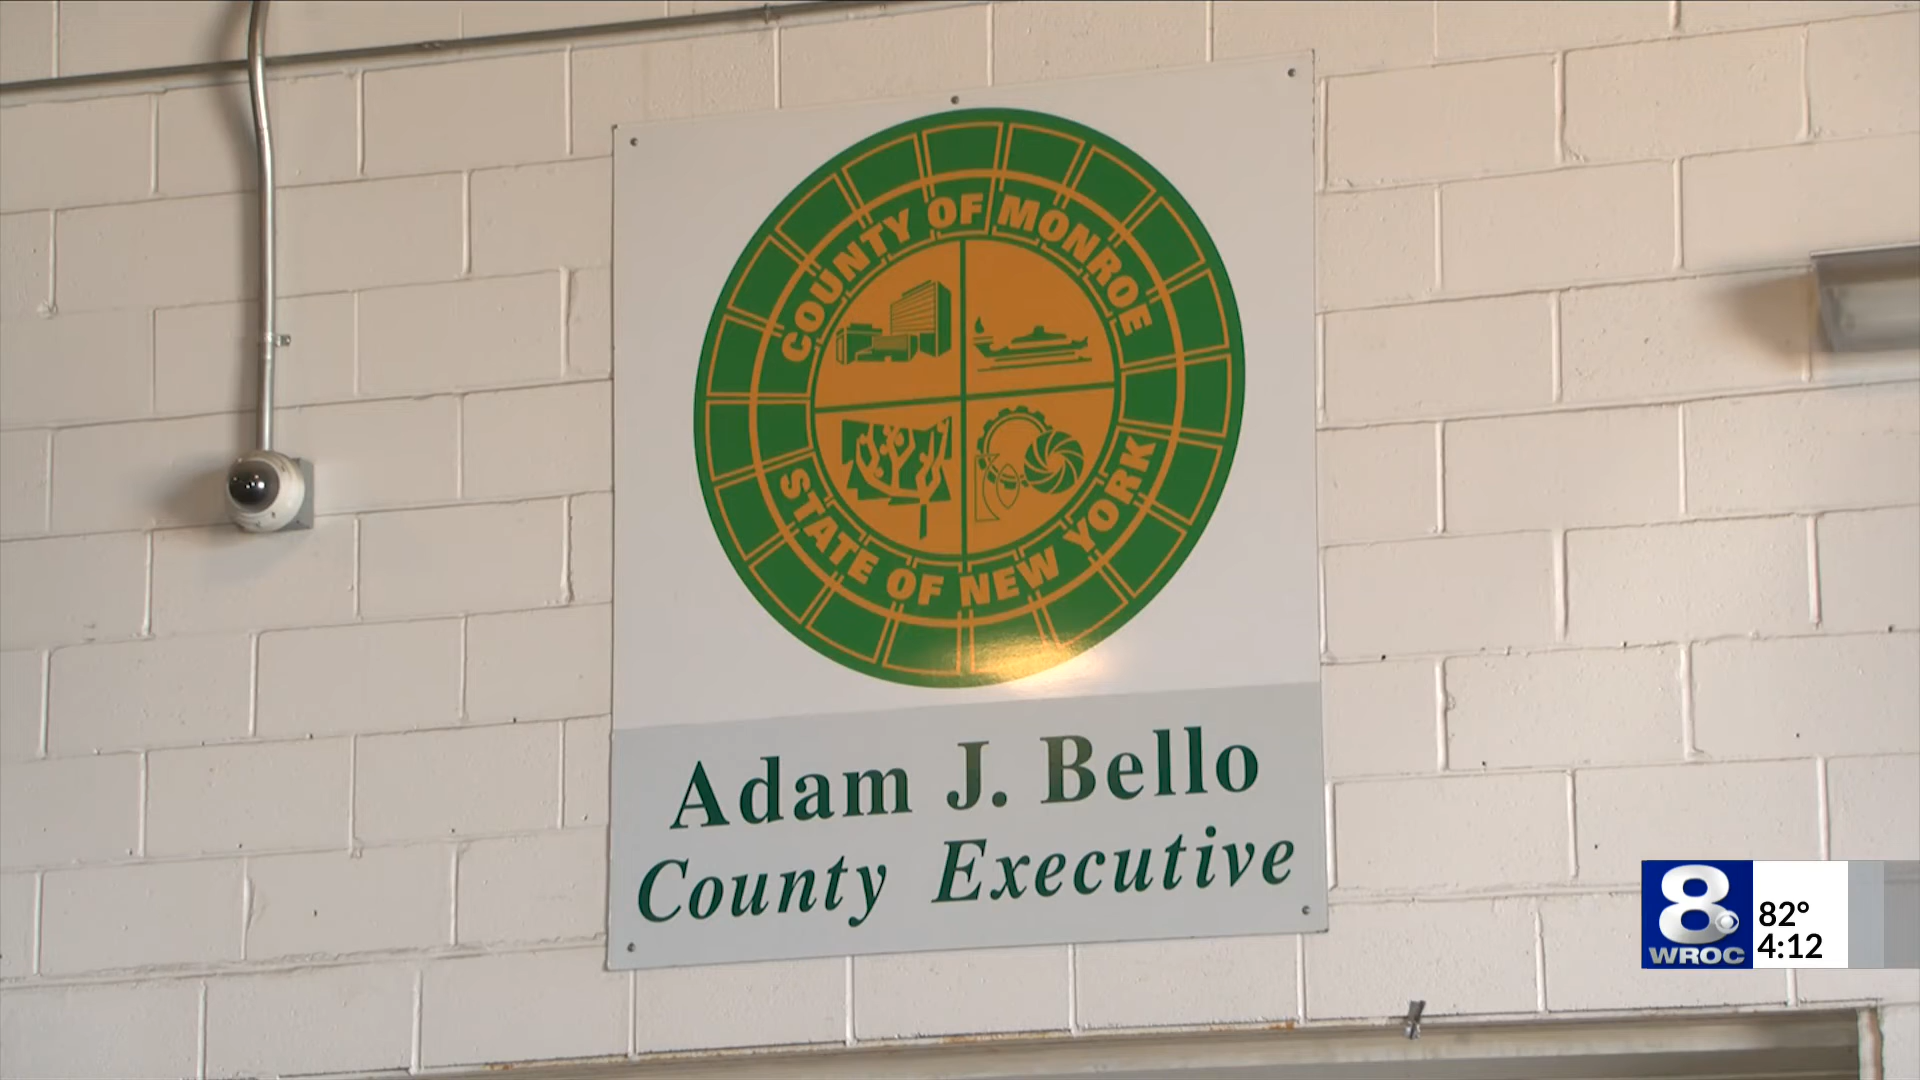 COUNTY OF MONROE
STATE OF NEW YORK
Adam J. Bello
County Executive
8
WROC
82°
4:12